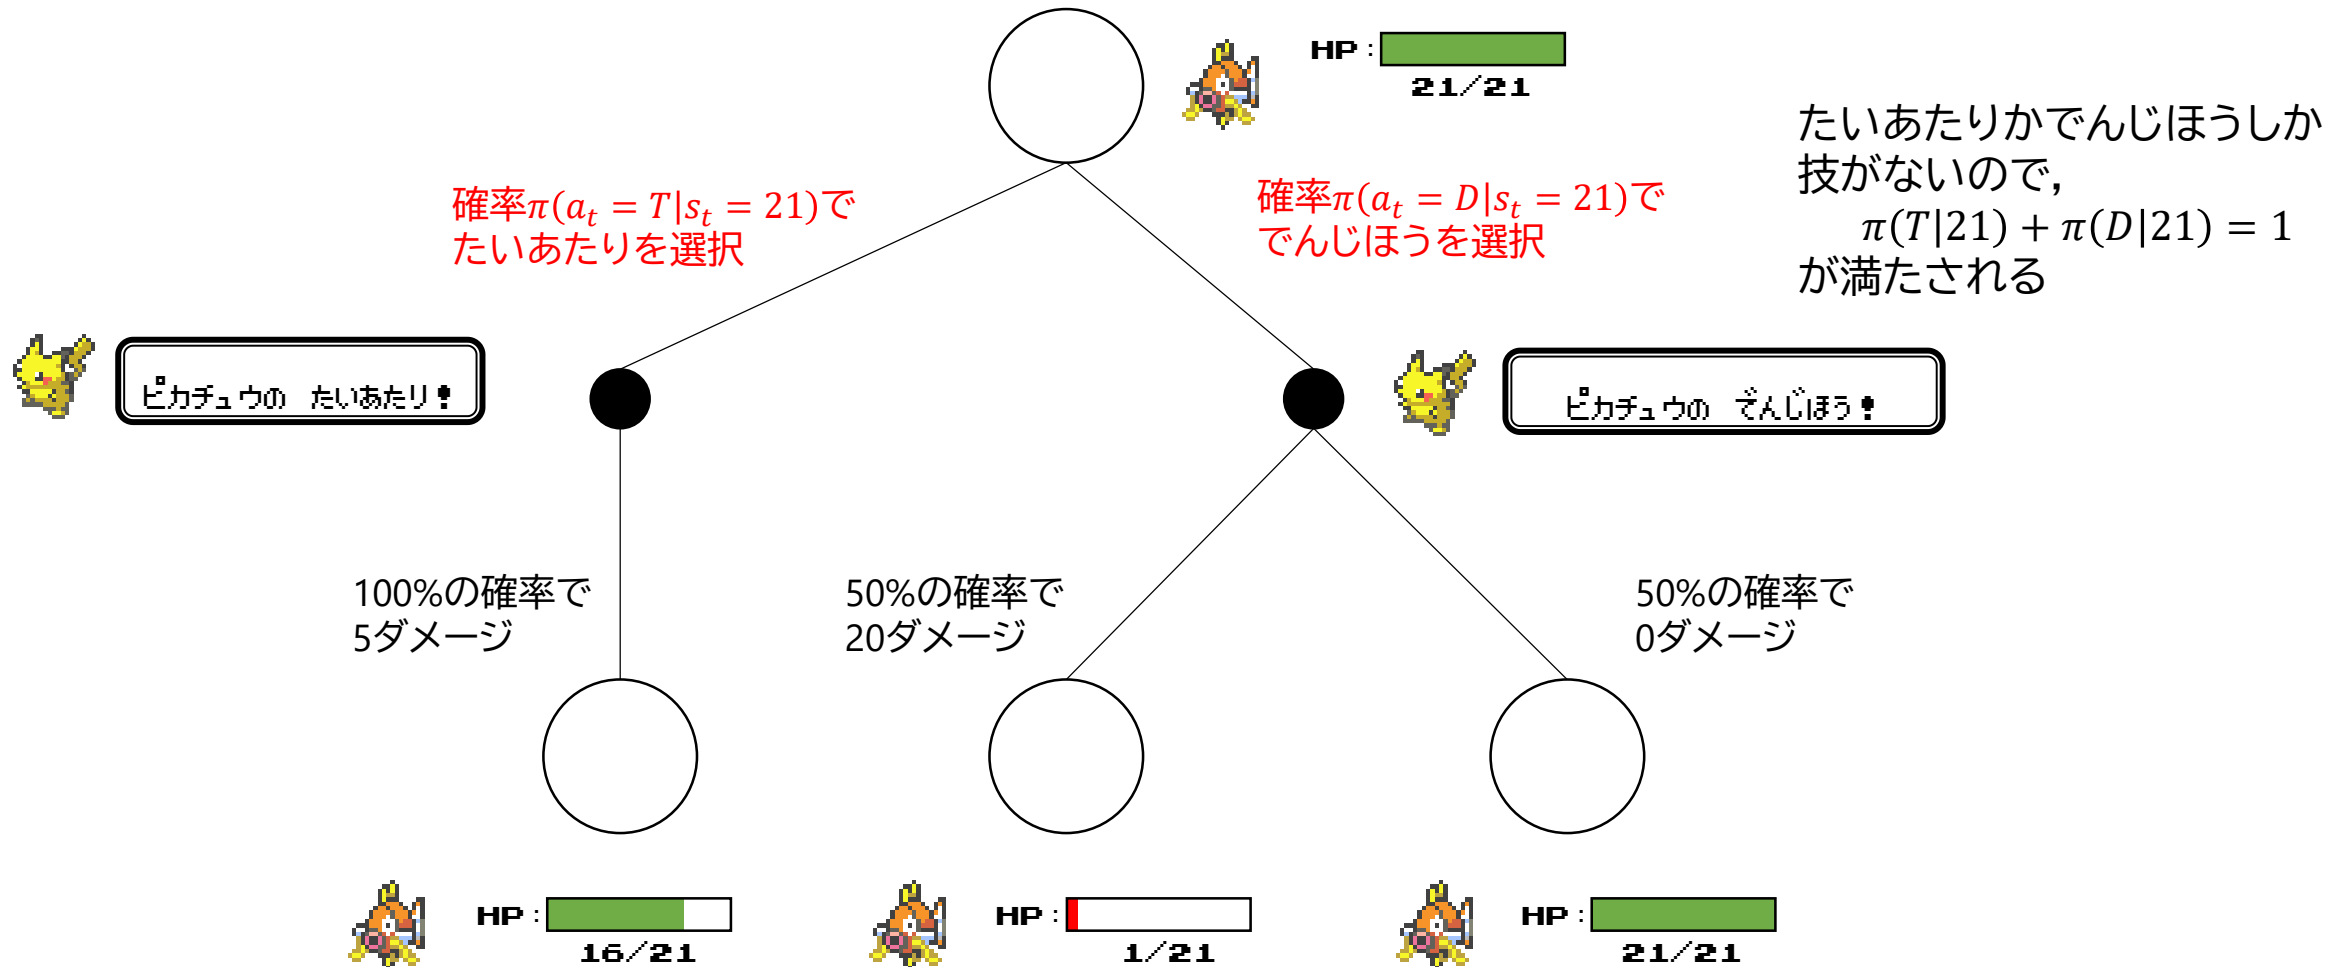 HP :
21/21
たいあたりかでんじほうしか
技がないので,
π(T|21) + π(D|21) = 1
が満たされる
確率π(a_t = T|s_t = 21)で
たいあたりを選択
確率π(a_t = D|s_t = 21)で
でんじほうを選択
ピカチュウの たいあたり!
ピカチュウの でんじほう!
100%の確率で
5ダメージ
50%の確率で
20ダメージ
50%の確率で
0ダメージ
HP :
16/21
HP :
1/21
HP :
21/21